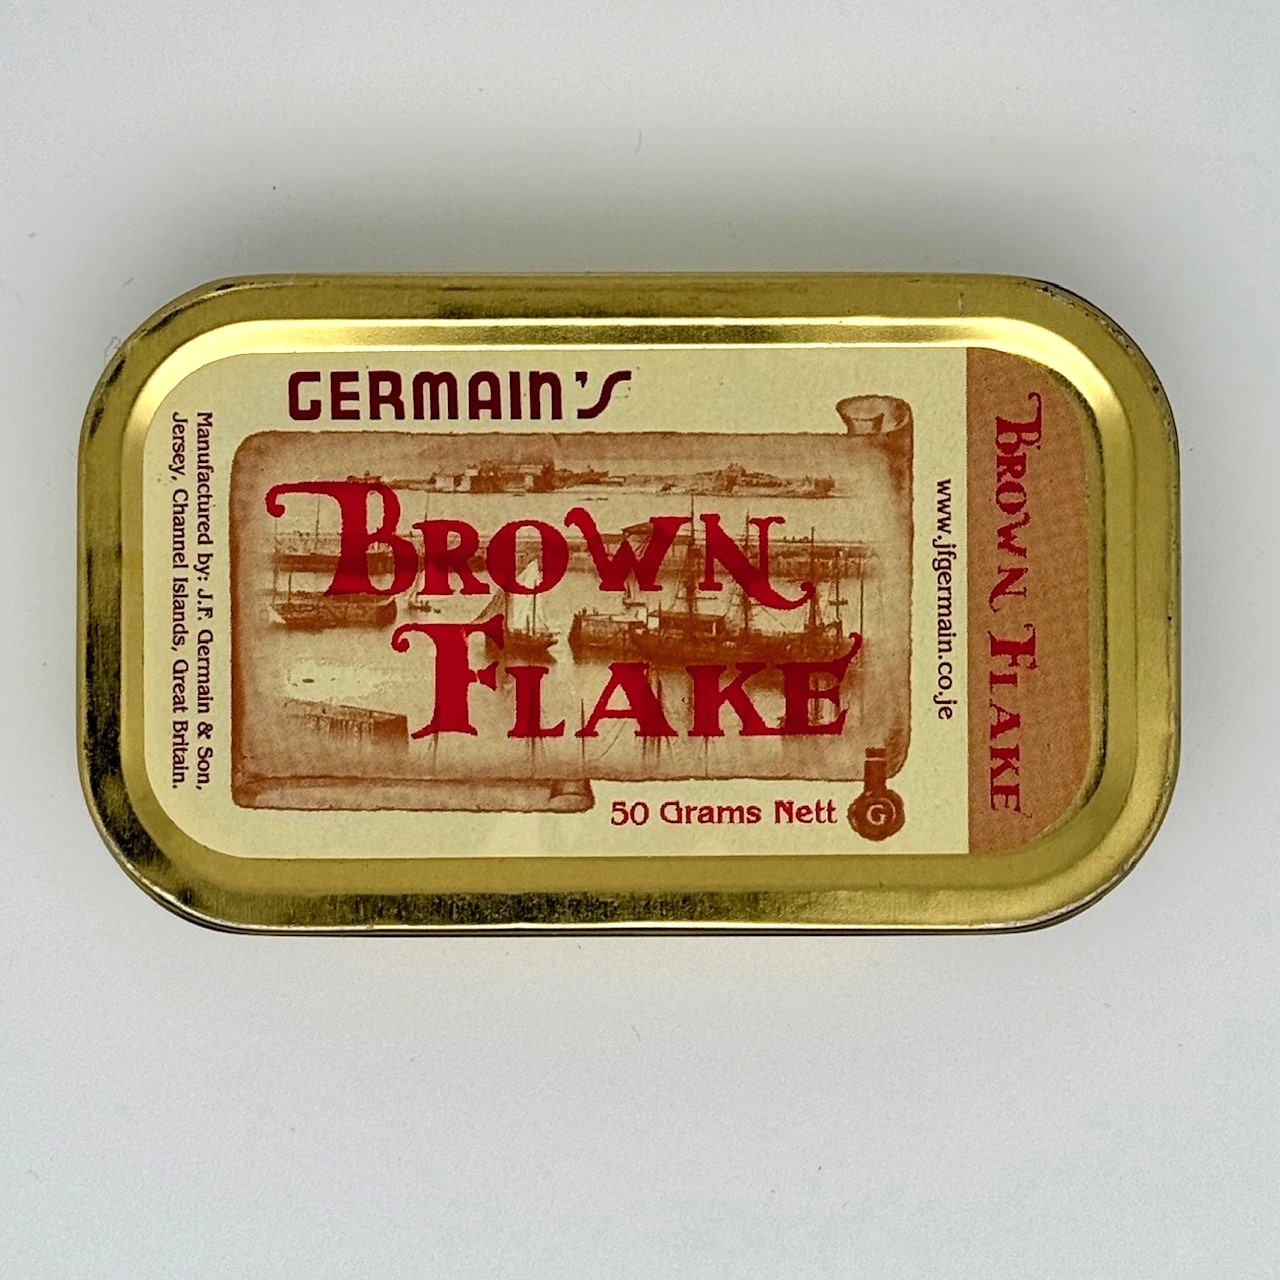 GERMAIN'S
BROWN
FLAKE
50 Grams Nett
G
Manufactured by: J.F. Germain & Son,
Jersey, Channel Islands, Great Britain.
www.jfgermain.co.je
BROWN FLAKE